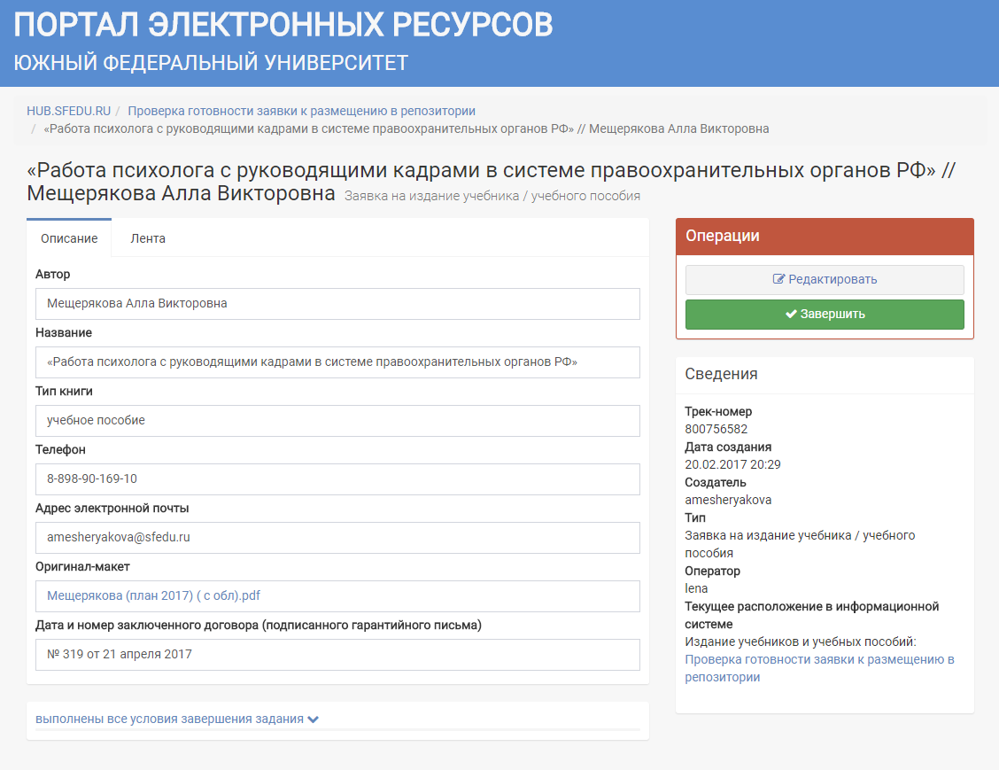 ПОРТАЛ ЭЛЕКТРОННЫХ РЕСУРСОВ
ЮЖНЫЙ ФЕДЕРАЛЬНЫЙ УНИВЕРСИТЕТ
HUB.SFEDU.RU / Проверка готовности заявки к размещению в репозитории
/ «Работа психолога с руководящими кадрами в системе правоохранительных органов РФ» // Мещерякова Алла Викторовна
«Работа психолога с руководящими кадрами в системе правоохранительных органов РФ» //
Мещерякова Алла Викторовна Заявка на издание учебника / учебного пособия
Описание Лента
Автор
Мещерякова Алла Викторовна
Название
«Работа психолога с руководящими кадрами в системе правоохранительных органов РФ»
Тип книги
учебное пособие
Телефон
8-898-90-169-10
Адрес электронной почты
amesheryakova@sfedu.ru
Оригинал-макет
Мещерякова (план 2017) ( с обл).pdf
Дата и номер заключенного договора (подписанного гарантийного письма)
№ 319 от 21 апреля 2017
выполнены все условия завершения задания
Операции
Редактировать
Завершить
Сведения
Трек-номер
800756582
Дата создания
20.02.2017 20:29
Создатель
amesheryakova
Тип
Заявка на издание учебника / учебного
пособия
Оператор
lena
Текущее расположение в информационной
системе
Издание учебников и учебных пособий:
Проверка готовности заявки к размещению в
репозитории